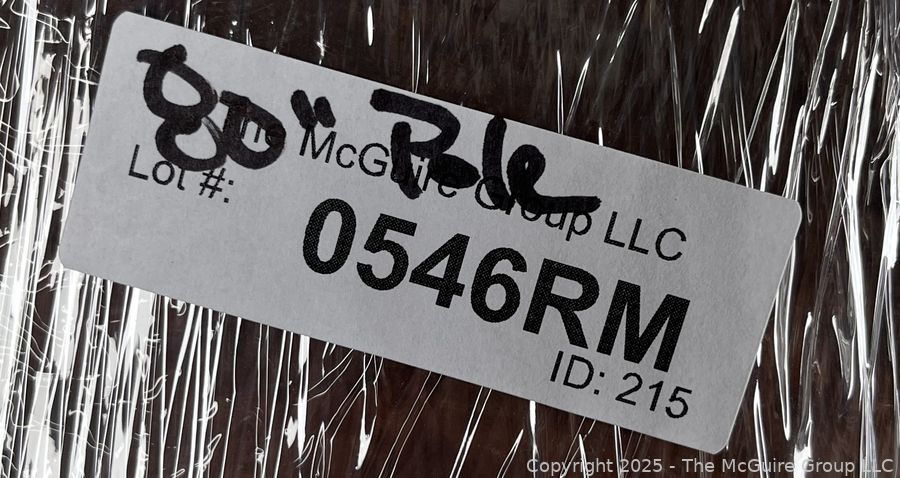 80" Pole
The McGuire Group LLC
Lot #:
0546RM
ID: 215
Copyright 2025 - The McGuire Group LLC